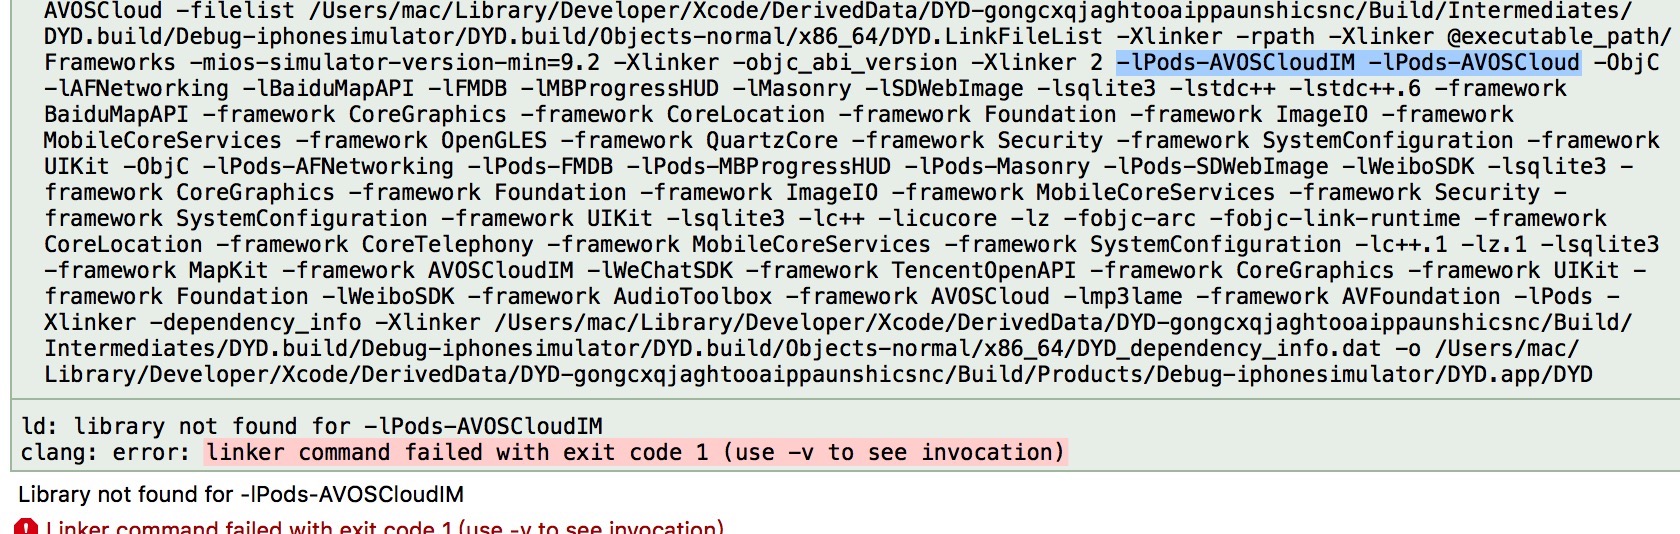 AVOSCloud -filelist /Users/mac/Library/Developer/Xcode/DerivedData/DYD-gongcxqjaghtooaippaunshicsnc/Build/Intermediates/
DYD.build/Debug-iphonesimulator/DYD.build/Objects-normal/x86_64/DYD.LinkFileList -Xlinker -rpath -Xlinker @executable_path/
Frameworks -mios-simulator-version-min=9.2 -Xlinker -objc_abi_version -Xlinker 2 -lPods-AVOSCloudIM -lPods-AVOSCloud -ObjC
-lAFNetworking -lBaiduMapAPI -lFMDB -lMBProgressHUD -lMasonry -lSDWebImage -lsqlite3 -lstdc++ -lstdc++.6 -framework
BaiduMapAPI -framework CoreGraphics -framework CoreLocation -framework Foundation -framework ImageIO -framework
MobileCoreServices -framework OpenGLES -framework QuartzCore -framework Security -framework SystemConfiguration -framework
UIKit -ObjC -lPods-AFNetworking -lPods-FMDB -lPods-MBProgressHUD -lPods-Masonry -lPods-SDWebImage -lWeiboSDK -lsqlite3 -
framework CoreGraphics -framework Foundation -framework ImageIO -framework MobileCoreServices -framework Security -
framework SystemConfiguration -framework UIKit -lsqlite3 -lc++ -licucore -lz -fobjc-arc -fobjc-link-runtime -framework
CoreLocation -framework CoreTelephony -framework MobileCoreServices -framework SystemConfiguration -lc++.1 -lz.1 -lsqlite3
-framework MapKit -framework AVOSCloudIM -lWeChatSDK -framework TencentOpenAPI -framework CoreGraphics -framework UIKit -
framework Foundation -lWeiboSDK -framework AudioToolbox -framework AVOSCloud -lmp3lame -framework AVFoundation -lPods -
Xlinker -dependency_info -Xlinker /Users/mac/Library/Developer/Xcode/DerivedData/DYD-gongcxqjaghtooaippaunshicsnc/Build/
Intermediates/DYD.build/Debug-iphonesimulator/DYD.build/Objects-normal/x86_64/DYD_dependency_info.dat -o /Users/mac/
Library/Developer/Xcode/DerivedData/DYD-gongcxqjaghtooaippaunshicsnc/Build/Products/Debug-iphonesimulator/DYD.app/DYD
ld: library not found for -lPods-AVOSCloudIM
clang: error: linker command failed with exit code 1 (use -v to see invocation)
Library not found for -lPods-AVOSCloudIM
Linker command failed with exit code 1 (use -v to see invocation)